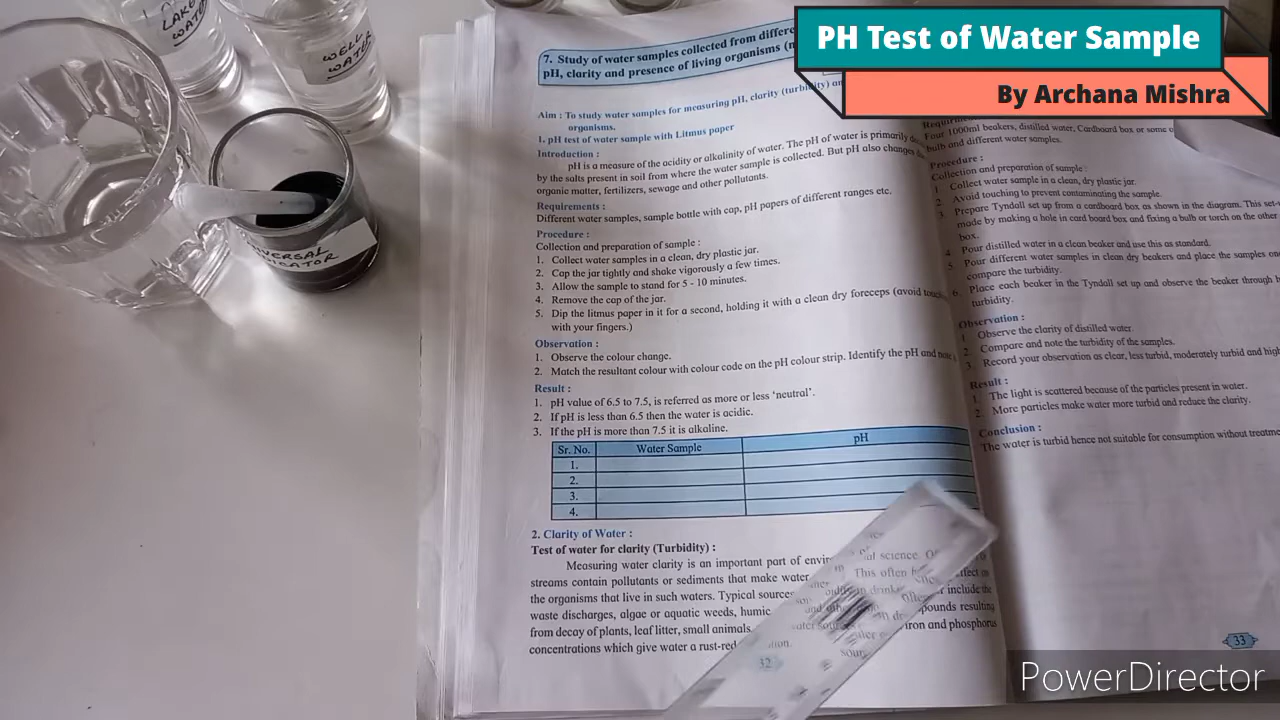 PH Test of Water Sample
By Archana Mishra
LAKE
WATER
WELL
WATER
UNIVERSAL
INDICATOR
7. Study of water samples collected from
pH, clarity and presence of living organisms
Aim : To study water samples for measuring pH, clarity (turbidity)
organisms.
1. pH test of water sample with Litmus paper
Introduction :
pH is a measure of the acidity or alkalinity of water. The pH of water is primarily
by the salts present in soil from where the water sample is collected. But pH also changes
organic matter, fertilizers, sewage and other pollutants.
Requirements :
Different water samples, sample bottle with cap, pH papers of different ranges etc.
Procedure :
Collection and preparation of sample :
1. Collect water samples in a clean, dry plastic jar.
2. Cap the jar tightly and shake vigorously a few times.
3. Allow the sample to stand for 5 - 10 minutes.
4. Remove the cap of the jar.
5. Dip the litmus paper in it for a second, holding it with a clean dry foreceps (avoid
with your fingers.)
Observation :
1. Observe the colour change.
2. Match the resultant colour with colour code on the pH colour strip. Identify the pH and
Result :
1. pH value of 6.5 to 7.5, is referred as more or less 'neutral'.
2. If pH is less than 6.5 then the water is acidic.
3. If the pH is more than 7.5 it is alkaline.
Sr. No. Water Sample pH
1.
2.
3.
4.
2. Clarity of Water :
Test of water for clarity (Turbidity) :
Measuring water clarity is an important part of
streams contain pollutants or sediments that make water
the organisms that live in such waters. Typical sources
waste discharges, algae or aquatic weeds, humic
from decay of plants, leaf litter, small animals. iron and phosphorus
concentrations which give water a rust-red
32
Four 1000ml beakers, distilled water, Cardboard box or some
bulb and different water samples.
Procedure :
Collection and preparation of sample :
1. Collect water sample in a clean, dry plastic jar.
2. Avoid touching to prevent contaminating the sample.
3. Prepare Tyndall set up from a cardboard box as shown in the diagram. This
made by making a hole in card board box and fixing a bulb or torch on the other
box.
4 Pour distilled water in a clean beaker and use this as standard.
5. Pour different water samples in clean dry beakers and place the samples
compare the turbidity.
6. Place each beaker in the Tyndall set up and observe the beaker through
turbidity.
Observation :
1 Observe the clarity of distilled water.
2. Compare and note the turbidity of the samples.
3. Record your observation as clear, less turbid, moderately turbid and
Result :
1. The light is scattered because of the particles present in water.
2. More particles make water more turbid and reduce the clarity.
Conclusion :
The water is turbid hence not suitable for consumption without
33
PowerDirector